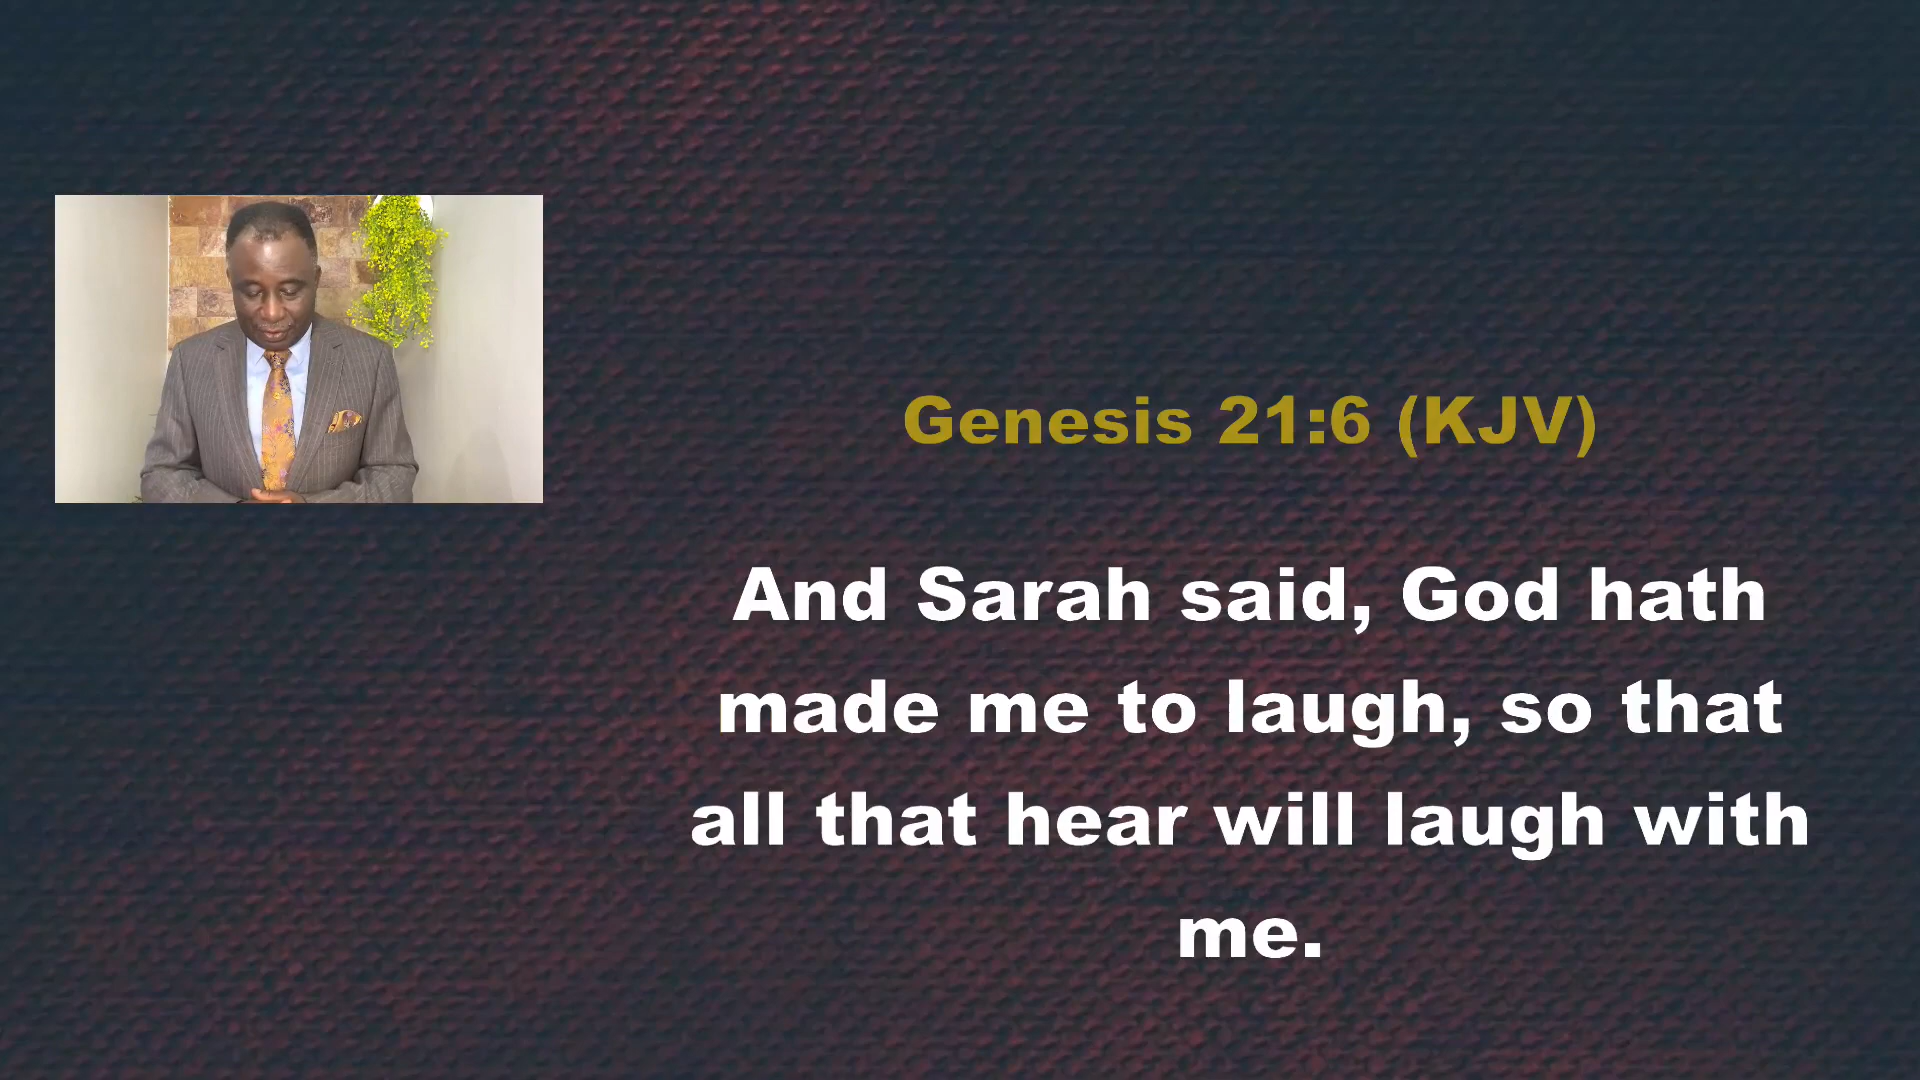 Genesis 21:6 (KJV)
And Sarah said, God hath
made me to laugh, so that
all that hear will laugh with
me.